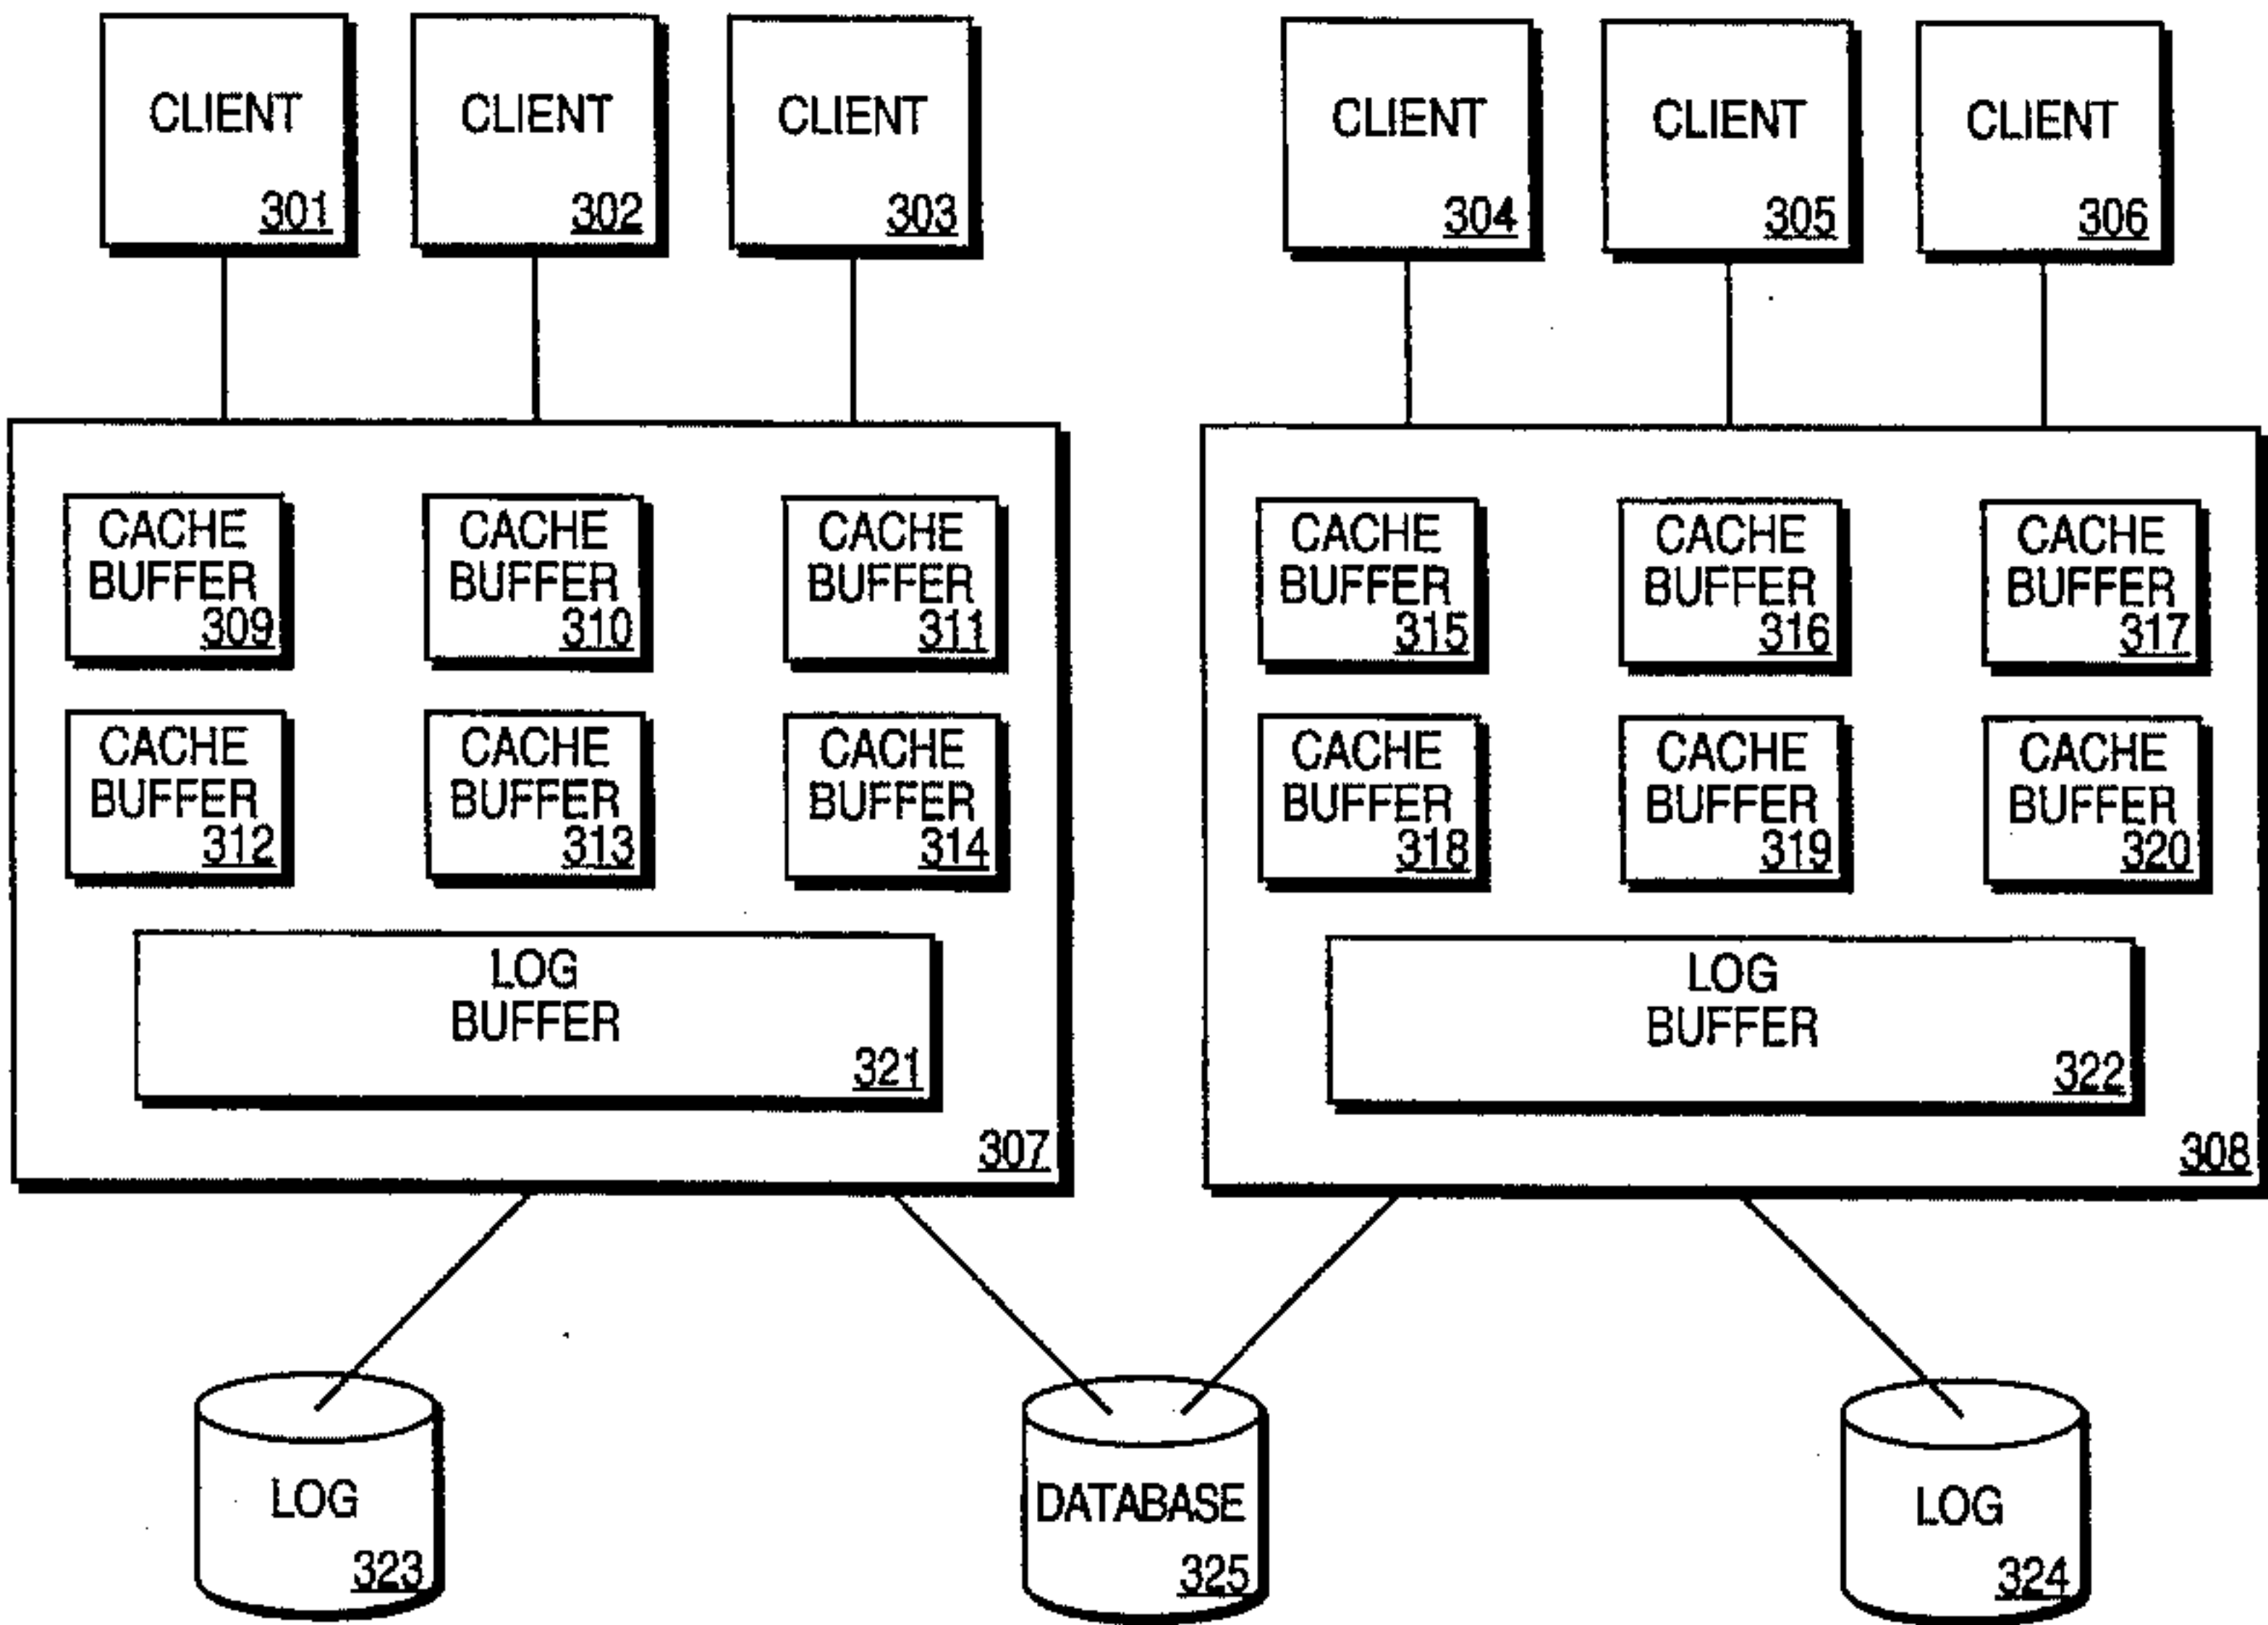 CLIENT
301
CLIENT
302
CLIENT
303
CLIENT
304
CLIENT
305
CLIENT
306
CACHE
BUFFER
309
CACHE
BUFFER
310
CACHE
BUFFER
311
CACHE
BUFFER
312
CACHE
BUFFER
313
CACHE
BUFFER
314
LOG
BUFFER
321
307
CACHE
BUFFER
315
CACHE
BUFFER
316
CACHE
BUFFER
317
CACHE
BUFFER
318
CACHE
BUFFER
319
CACHE
BUFFER
320
LOG
BUFFER
322
308
LOG
323
DATABASE
325
LOG
324